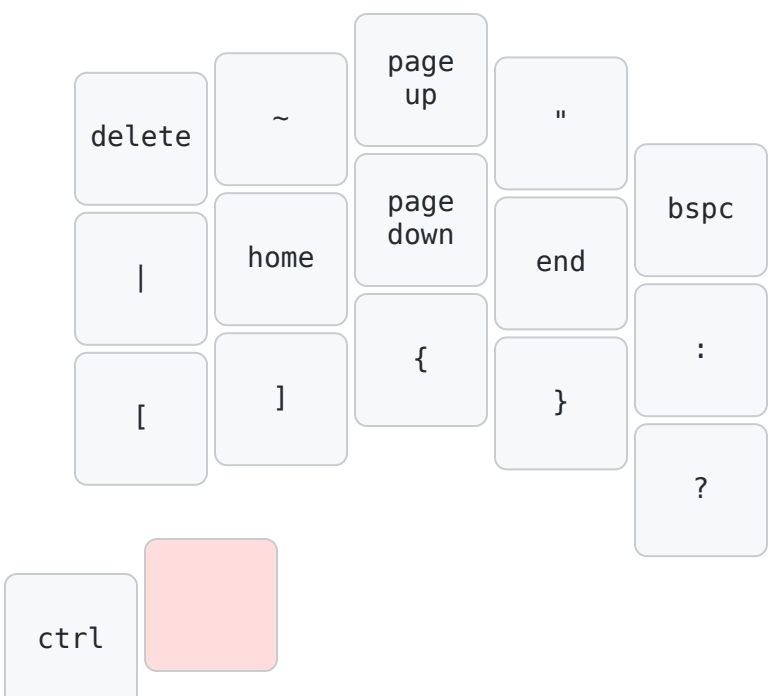 page
up
delete
~
"
page
down
bspc
|
home
end
[
]
{
}
:
?
ctrl